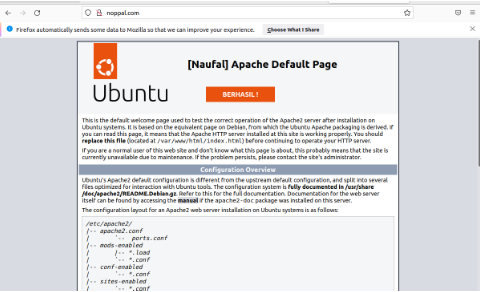 noppal.com
Firefox automatically sends some data to Mozilla so that we can improve your experience.
Choose What I Share
[Naufal] Apache Default Page
Ubuntu
BERHASIL !
This is the default welcome page used to test the correct operation of the Apache2 server after installation on
Ubuntu systems. It is based on the equivalent page on Debian, from which the Ubuntu Apache packaging is derived. If
you can read this page, it means that the Apache HTTP server installed at this site is working properly. You should
replace this file (located at /var/www/html/index.html) before continuing to operate your HTTP server.
If you are a normal user of this web site and don't know what this page is about, this probably means that the site is
currently unavailable due to maintenance. If the problem persists, please contact the site's administrator.
Configuration Overview
Ubuntu's Apache2 default configuration is different from the upstream default configuration, and split into several
files optimized for interaction with Ubuntu tools. The configuration system is fully documented in /usr/share
/doc/apache2/README.Debian.gz. Refer to this for the full documentation. Documentation for the web server
itself can be found by accessing the manual if the apache2-doc package was installed on this server.
The configuration layout for an Apache2 web server installation on Ubuntu systems is as follows:
/etc/apache2/
|-- apache2.conf
|       `--  ports.conf
|-- mods-enabled
|       |-- *.load
|       `-- *.conf
|-- conf-enabled
|       `-- *.conf
|-- sites-enabled
|       `-- *.conf